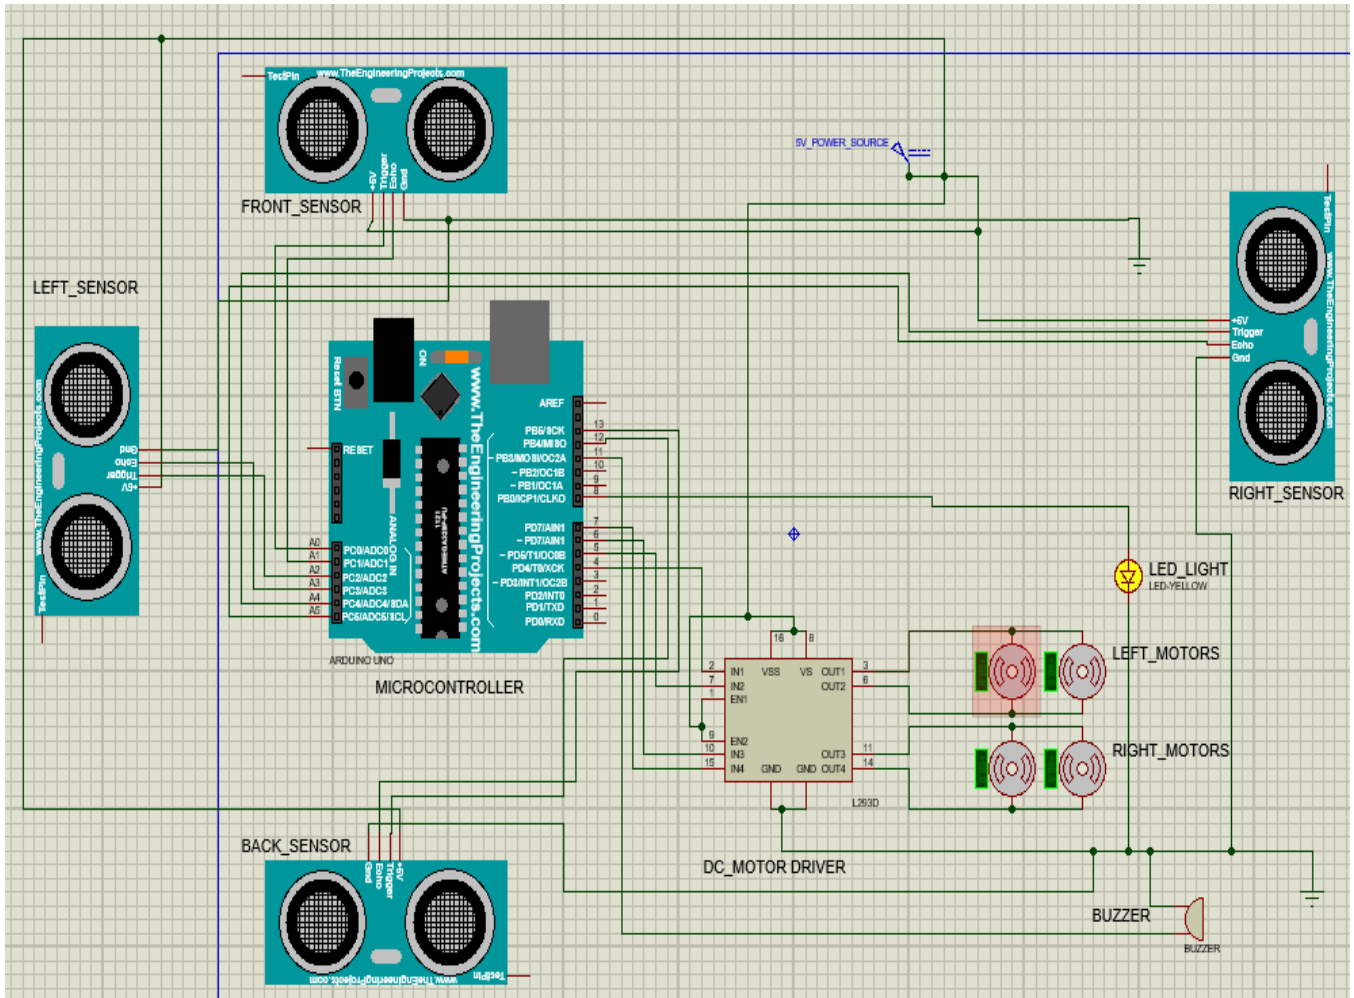 TestPin
www.TheEngineeringProjects.com
+5V
Trigger
Echo
Gnd
FRONT_SENSOR
5V_POWER_SOURCE
TestPin
www.TheEngineeringProjects.com
+5V
Trigger
Echo
Gnd
RIGHT_SENSOR
LEFT_SENSOR
www.TheEngineeringProjects.com
Gnd
Echo
Trigger
+5V
TestPin
Reset BTN
ON
www.TheEngineeringProjects.com
ANALOG IN
RESET
A0 PC0/ADC0
A1 PC1/ADC1
A2 PC2/ADC2
A3 PC3/ADC3
A4 PC4/ADC4/SDA
A5 PC5/ADC5/SCL
AREF
PB5/SCK 13
PB4/MISO 12
~ PB3/MOSI/OC2A 11
~ PB2/OC1B 10
~ PB1/OC1A 9
PB0/ICP1/CLKO 8
PD7/AIN1 7
~ PD7/AIN1 6
~ PD5/T1/OC0B 5
PD4/T0/XCK 4
~ PD3/INT1/OC2B 3
PD2/INT0 2
PD1/TXD 1
PD0/RXD 0
ARDUINO UNO
MICROCONTROLLER
LED_LIGHT
LED-YELLOW
16 8
2 IN1 VSS VS OUT1 3
7 IN2 OUT2 6
1 EN1
9 EN2
10 IN3 OUT3 11
15 IN4 GND GND OUT4 14
L293D
DC_MOTOR DRIVER
LEFT_MOTORS
RIGHT_MOTORS
BACK_SENSOR
Gnd
Echo
Trigger
+5V
TestPin
www.TheEngineeringProjects.com
BUZZER
BUZZER